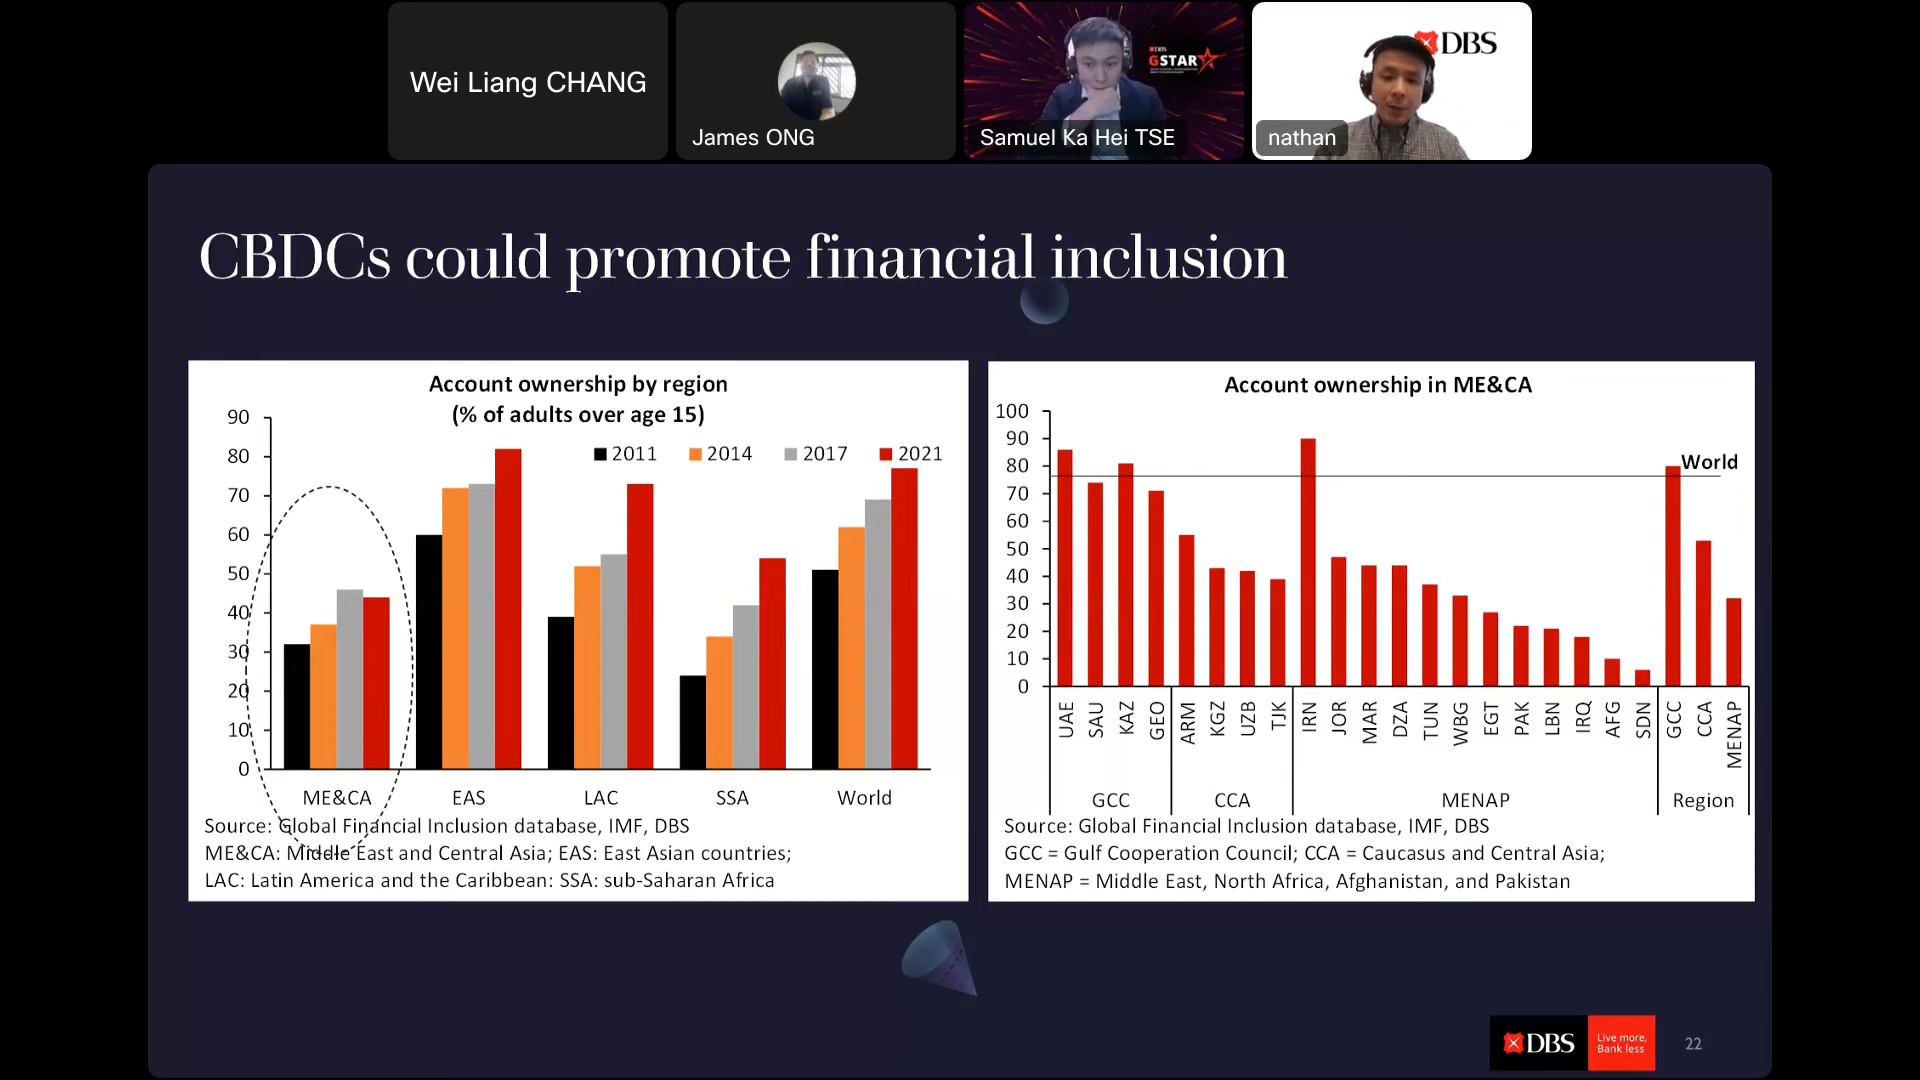 Wei Liang CHANG
James ONG
DBS
GSTAR
Samuel Ka Hei TSE
DBS
nathan
CBDCs could promote financial inclusion
Account ownership by region
(% of adults over age 15)
2011 2014 2017 2021
90
80
70
60
50
40
30
20
10
0
ME&CA EAS LAC SSA World
Source: Global Financial Inclusion database, IMF, DBS
ME&CA: Middle East and Central Asia; EAS: East Asian countries;
LAC: Latin America and the Caribbean: SSA: sub-Saharan Africa
Account ownership in ME&CA
World
100
90
80
70
60
50
40
30
20
10
0
UAE SAU KAZ GEO ARM KGZ UZB TJK IRN JOR MAR DZA TUN WBG EGT PAK LBN IRQ AFG SDN GCC CCA MENAP
GCC CCA MENAP Region
Source: Global Financial Inclusion database, IMF, DBS
GCC = Gulf Cooperation Council; CCA = Caucasus and Central Asia;
MENAP = Middle East, North Africa, Afghanistan, and Pakistan
DBS
Live more,
Bank less
22